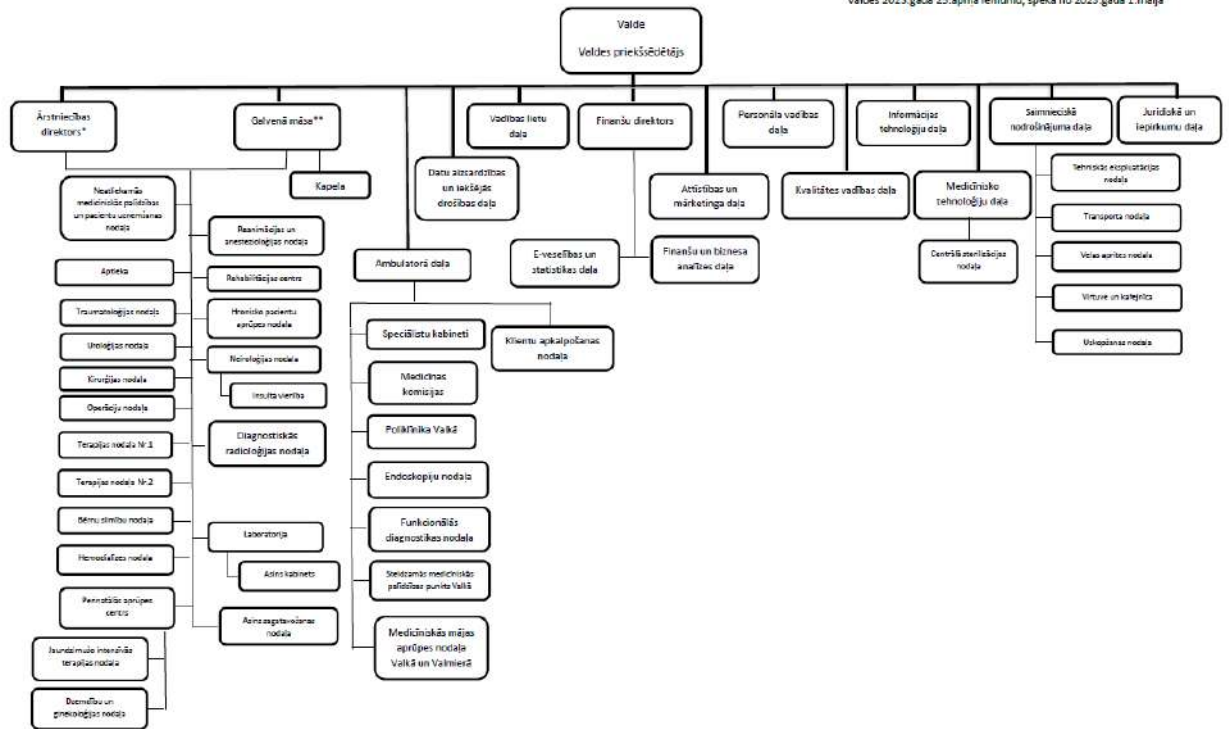 Valdes 2023.gada 25.aprīļa lēmumu, spēkā no 2023.gada 1.maija
Valde
Valdes priekšsēdētājs
Ārstniecības
direktors*
Galvenā māsa**
Vadības lietu
daļa
Finanšu direktors
Personāla vadības
daļa
Informācijas
tehnoloģiju daļa
Saimnieciskā
nodrošinājuma daļa
Juridiskā un
iepirkumu daļa
Kapela
Datu aizsardzības
un iekšējās
drošības daļa
Attīstības un
mārketinga daļa
Kvalitātes vadības daļa
Medicīnisko
tehnoloģiju daļa
Tehniskās ekspluatācijas
nodaļa
Transporta nodaļa
Veļas aprites nodaļa
Virtuve un kafejnīca
Uzkopšanas nodaļa
Centrālā sterilizācijas
nodaļa
E-veselības un
statistikas daļa
Finanšu un biznesa
analīzes daļa
Ambulatorā daļa
Speciālistu kabineti
Klientu apkalpošanas
nodaļa
Medicīnas
komisijas
Poliklīnika Valkā
Endoskopiju nodaļa
Funkcionālās
diagnostikas nodaļa
Steidzamās medicīniskās
palīdzības punkts Valkā
Medicīniskās mājas
aprūpes nodaļa
Valkā un Valmierā
Neatliekamās
medicīniskās palīdzības
un pacientu uzņemšanas
nodaļa
Aptieka
Traumatoloģijas nodaļa
Uroloģijas nodaļa
Ķirurģijas nodaļa
Operāciju nodaļa
Terapijas nodaļa Nr.1
Terapijas nodaļa Nr.2
Bērnu slimību nodaļa
Hemodialīzes nodaļa
Perinatālās aprūpes
centrs
Jaundzimušo intensīvās
terapijas nodaļa
Dzemdību un
ginekoloģijas nodaļa
Reanimācijas un
anestezioloģijas nodaļa
Rehabilitācijas centrs
Hronisko pacientu
aprūpes nodaļa
Neiroloģijas nodaļa
Insulta vienība
Diagnostiskās
radioloģijas nodaļa
Laboratorija
Asins kabinets
Asins sagatavošanas
nodaļa